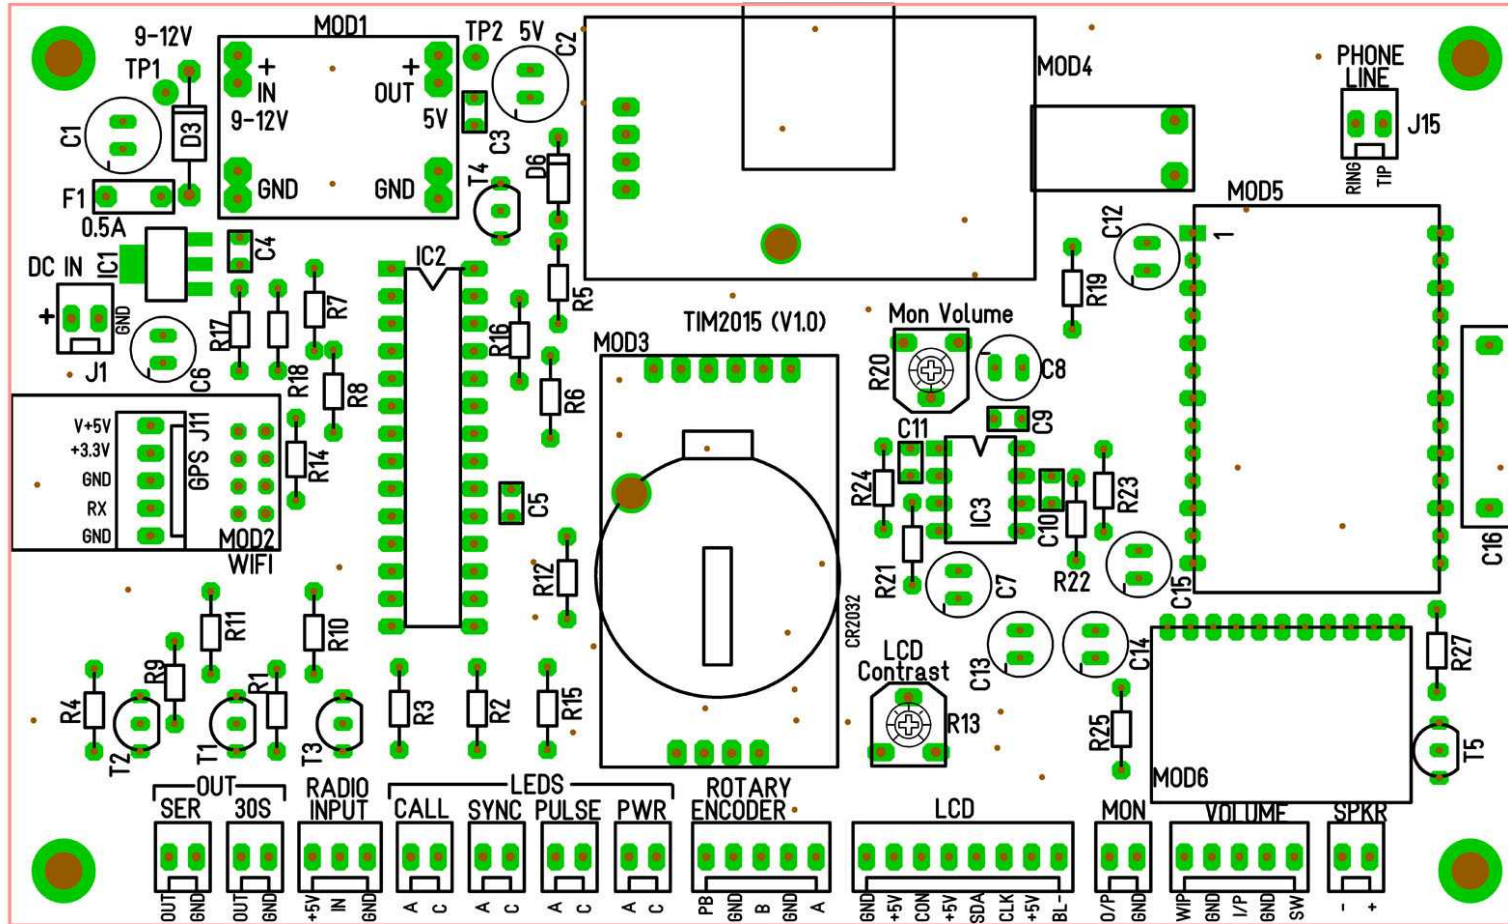 9-12V
MOD1
TP2
5V
C2
MOD4
PHONE
LINE
J15
RING
TIP
TP1
C1
D3
+
IN
9-12V
+
OUT
5V
C3
F1
0.5A
GND
GND
T4
D6
MOD5
1
C12
DC IN
IC1
C4
+
GND
J1
C6
R17
R18
R7
R8
IC2
R16
R5
R6
R19
TIM2015 (V1.0)
MOD3
Mon Volume
R20
C8
C9
V+5V
+3.3V
GND
RX
GND
J11
GPS
MOD2
WIFI
R14
C5
R12
C11
R24
R21
IC3
C10
R22
R23
C7
C15
C16
CR2032
C13
C14
R27
R4
R9
R11
R1
R10
T2
T1
T3
R3
R2
R15
LCD
Contrast
R13
R25
MOD6
T5
OUT
SER
30S
RADIO
INPUT
LEDS
CALL
SYNC
PULSE
PWR
ROTARY
ENCODER
LCD
MON
VOLUME
SPKR
OUT
GND
OUT
GND
+5V
IN
GND
A
C
A
C
A
C
A
C
PB
GND
B
GND
A
GND
+5V
CON
+5V
SDA
CLK
+5V
BL-
O/P
GND
WIP
GND
I/P
GND
SW
-
+